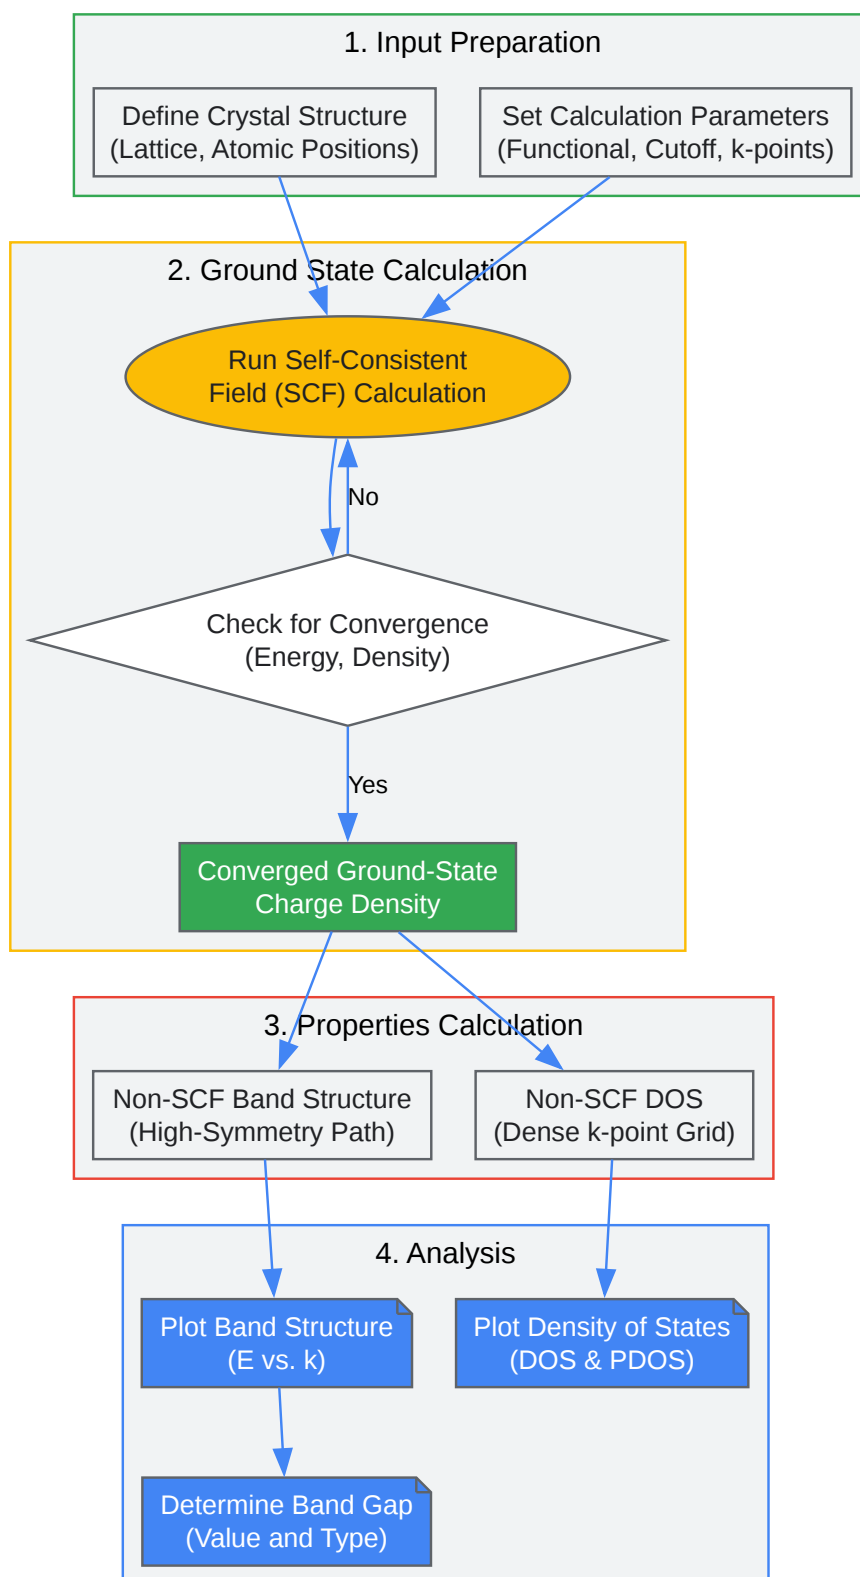 1. Input Preparation
Define Crystal Structure
(Lattice, Atomic Positions)
Set Calculation Parameters
(Functional, Cutoff, k-points)
2. Ground State Calculation
Run Self-Consistent
Field (SCF) Calculation
No
Check for Convergence
(Energy, Density)
Yes
Converged Ground-State
Charge Density
3. Properties Calculation
Non-SCF Band Structure
(High-Symmetry Path)
Non-SCF DOS
(Dense k-point Grid)
4. Analysis
Plot Band Structure
(E vs. k)
Plot Density of States
(DOS & PDOS)
Determine Band Gap
(Value and Type)